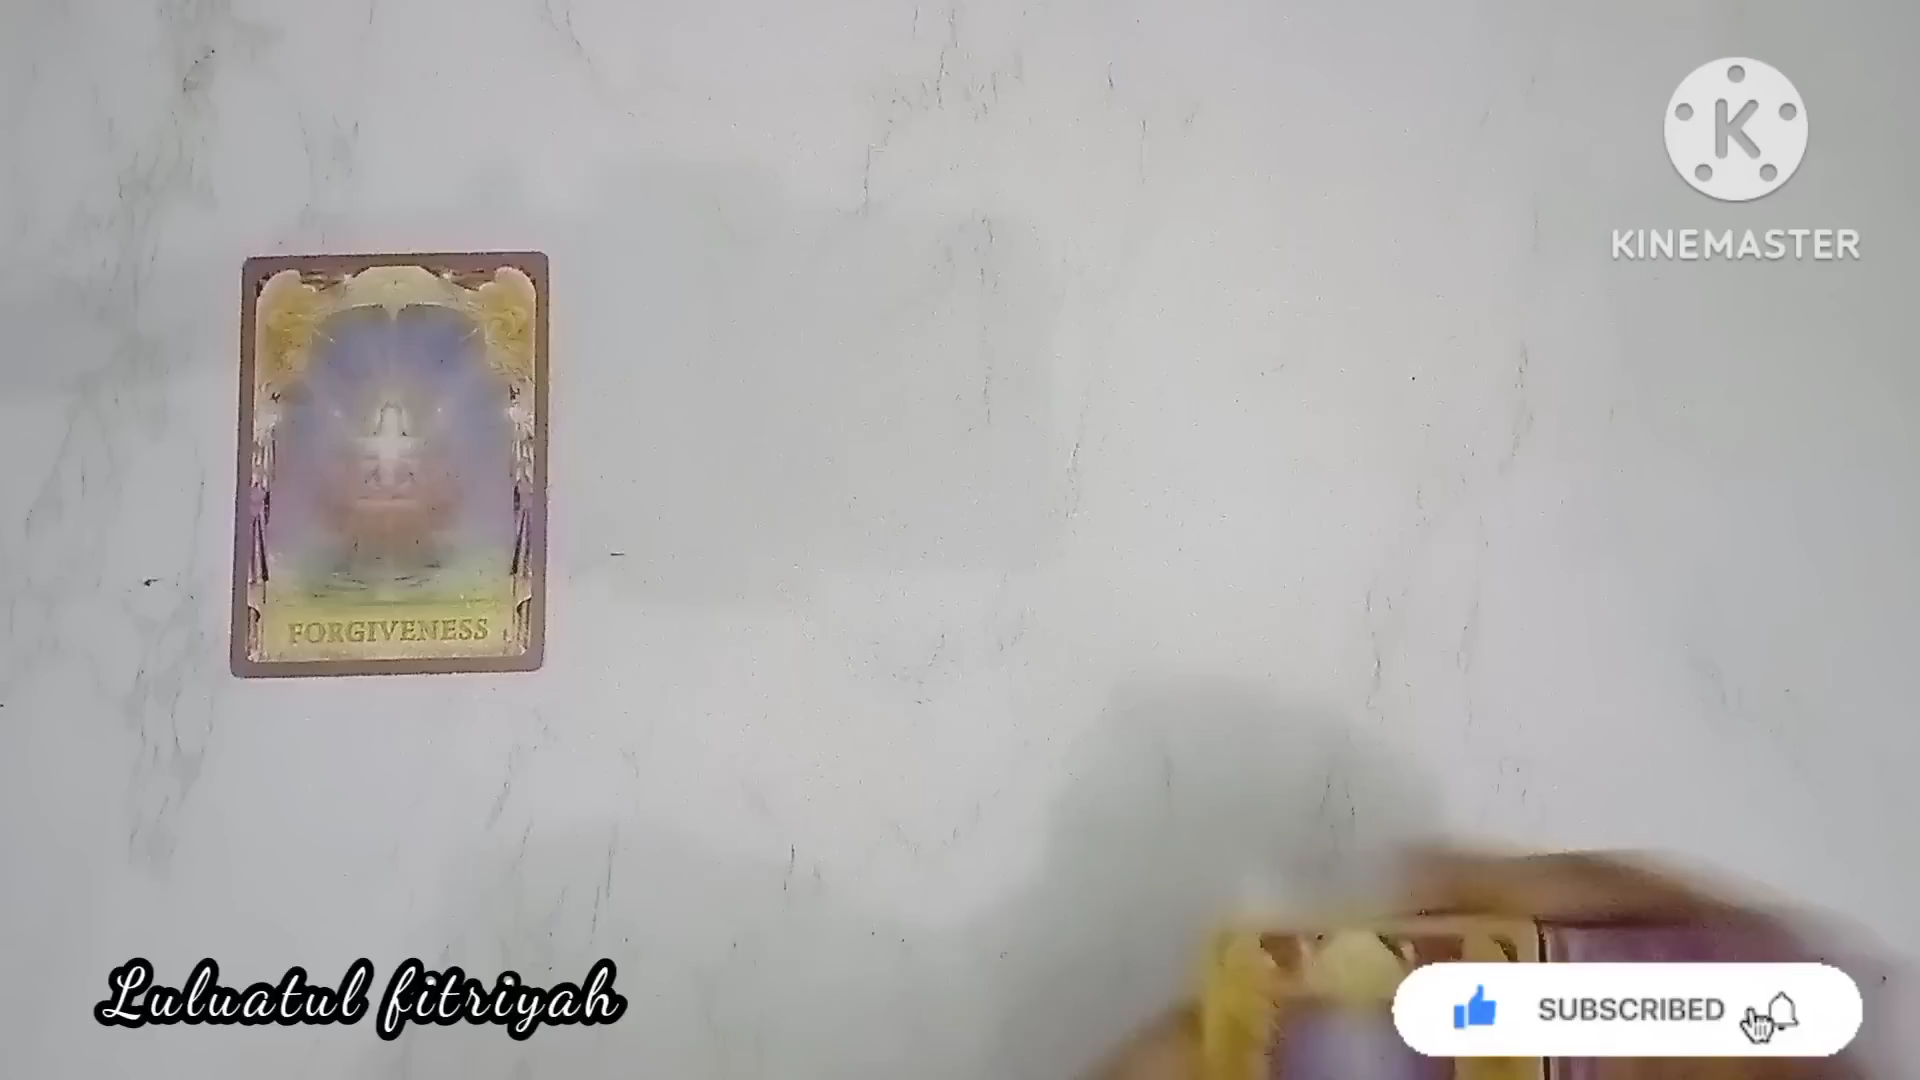 K
KINEMASTER
FORGIVENESS
Luluatul fitriyah
SUBSCRIBED